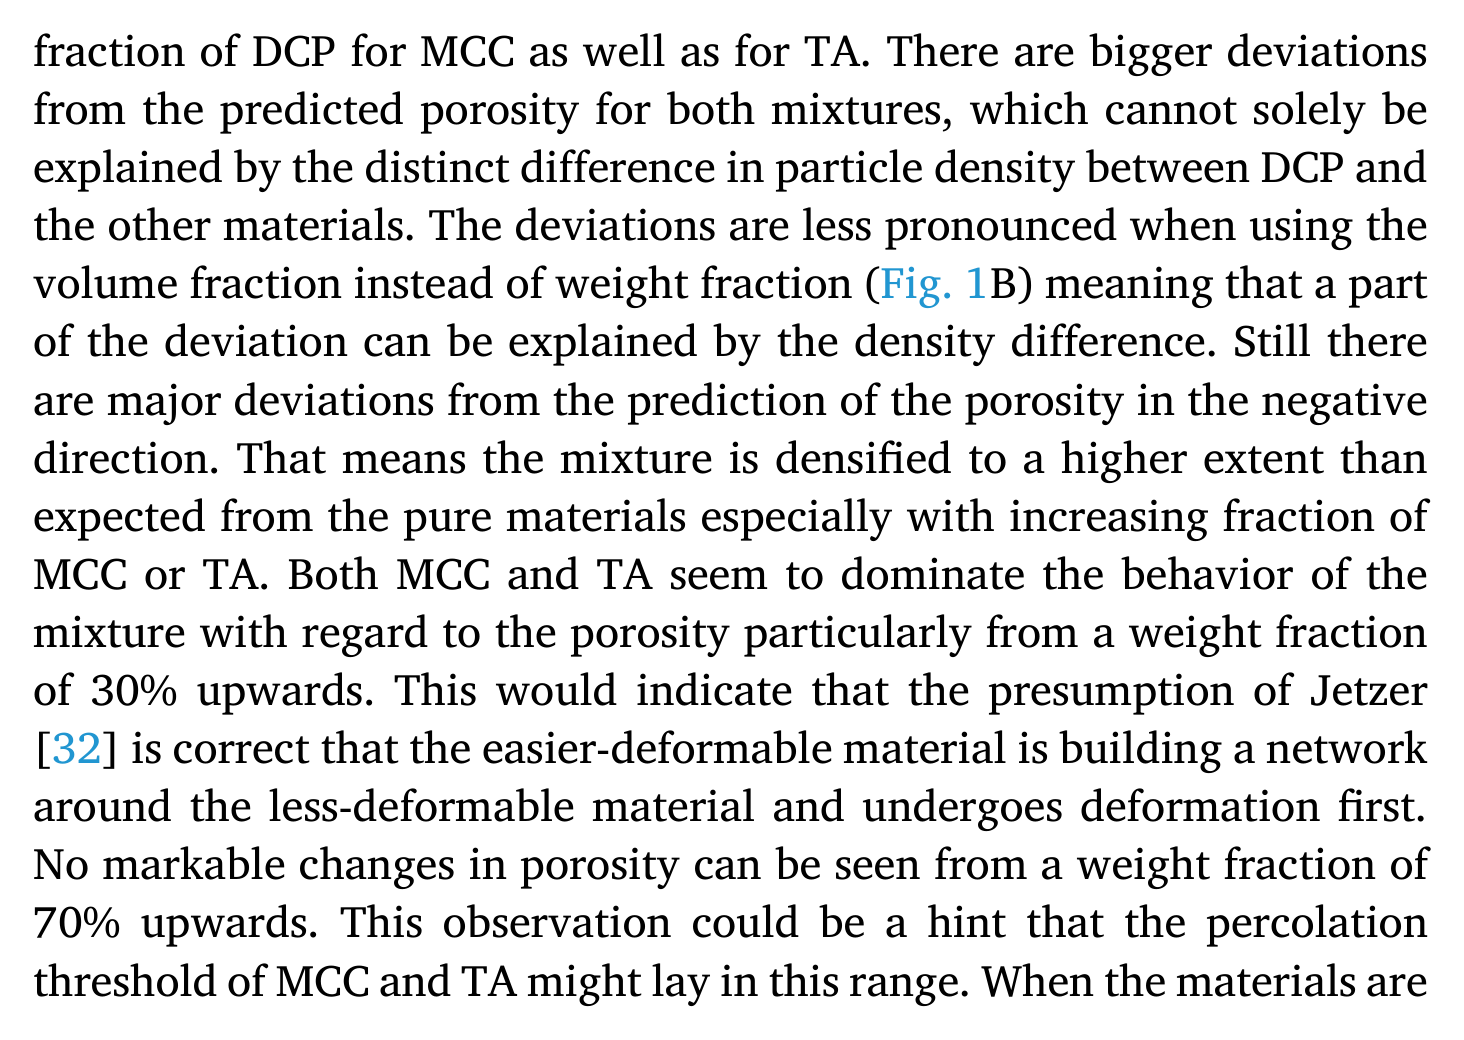 fraction of DCP for MCC as well as for TA. There are bigger deviations
from the predicted porosity for both mixtures, which cannot solely be
explained by the distinct difference in particle density between DCP and
the other materials. The deviations are less pronounced when using the
volume fraction instead of weight fraction (Fig. 1B) meaning that a part
of the deviation can be explained by the density difference. Still there
are major deviations from the prediction of the porosity in the negative
direction. That means the mixture is densified to a higher extent than
expected from the pure materials especially with increasing fraction of
MCC or TA. Both MCC and TA seem to dominate the behavior of the
mixture with regard to the porosity particularly from a weight fraction
of 30% upwards. This would indicate that the presumption of Jetzer
[32] is correct that the easier-deformable material is building a network
around the less-deformable material and undergoes deformation first.
No markable changes in porosity can be seen from a weight fraction of
70% upwards. This observation could be a hint that the percolation
threshold of MCC and TA might lay in this range. When the materials are